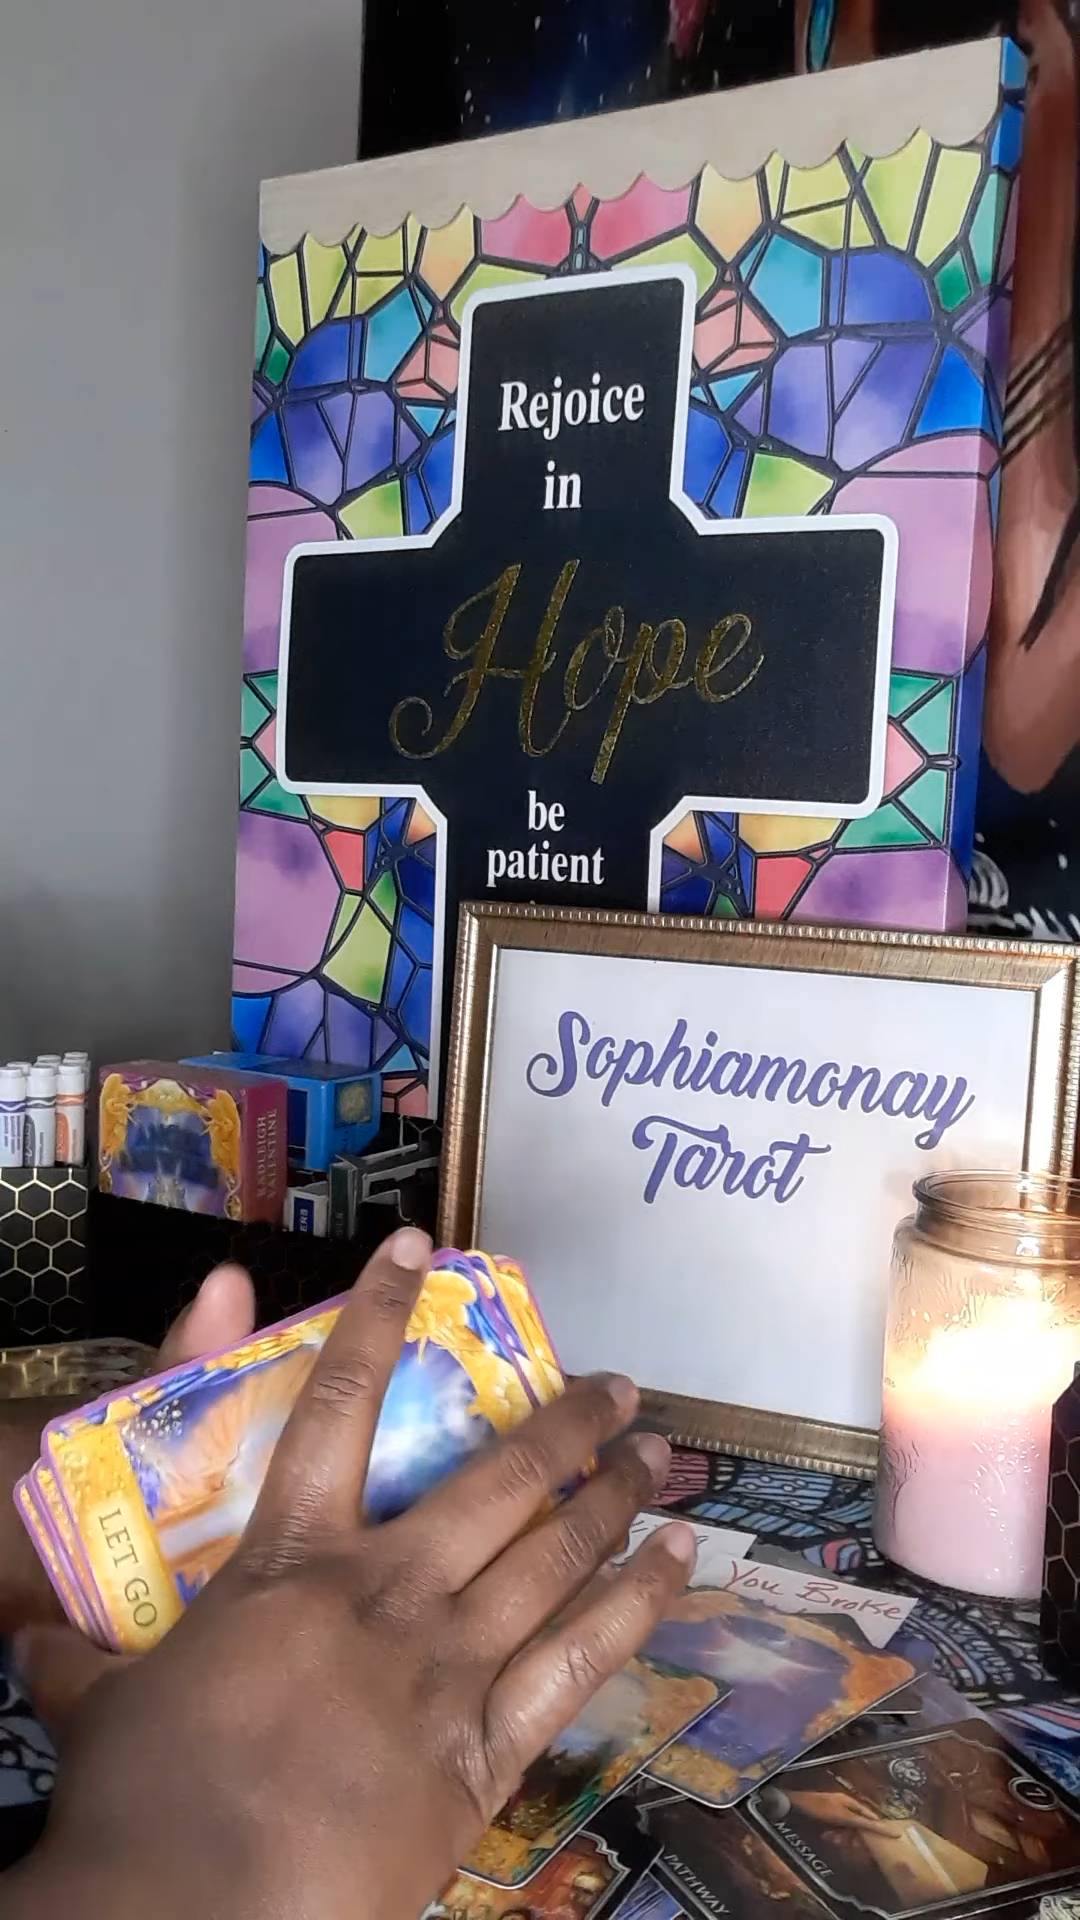 Rejoice
in
Hope
be
patient
Sophiamonay
Tarot
RADLEIGH
VALENTINE
LET GO
You Broke
MESSAGE
PATHWAY